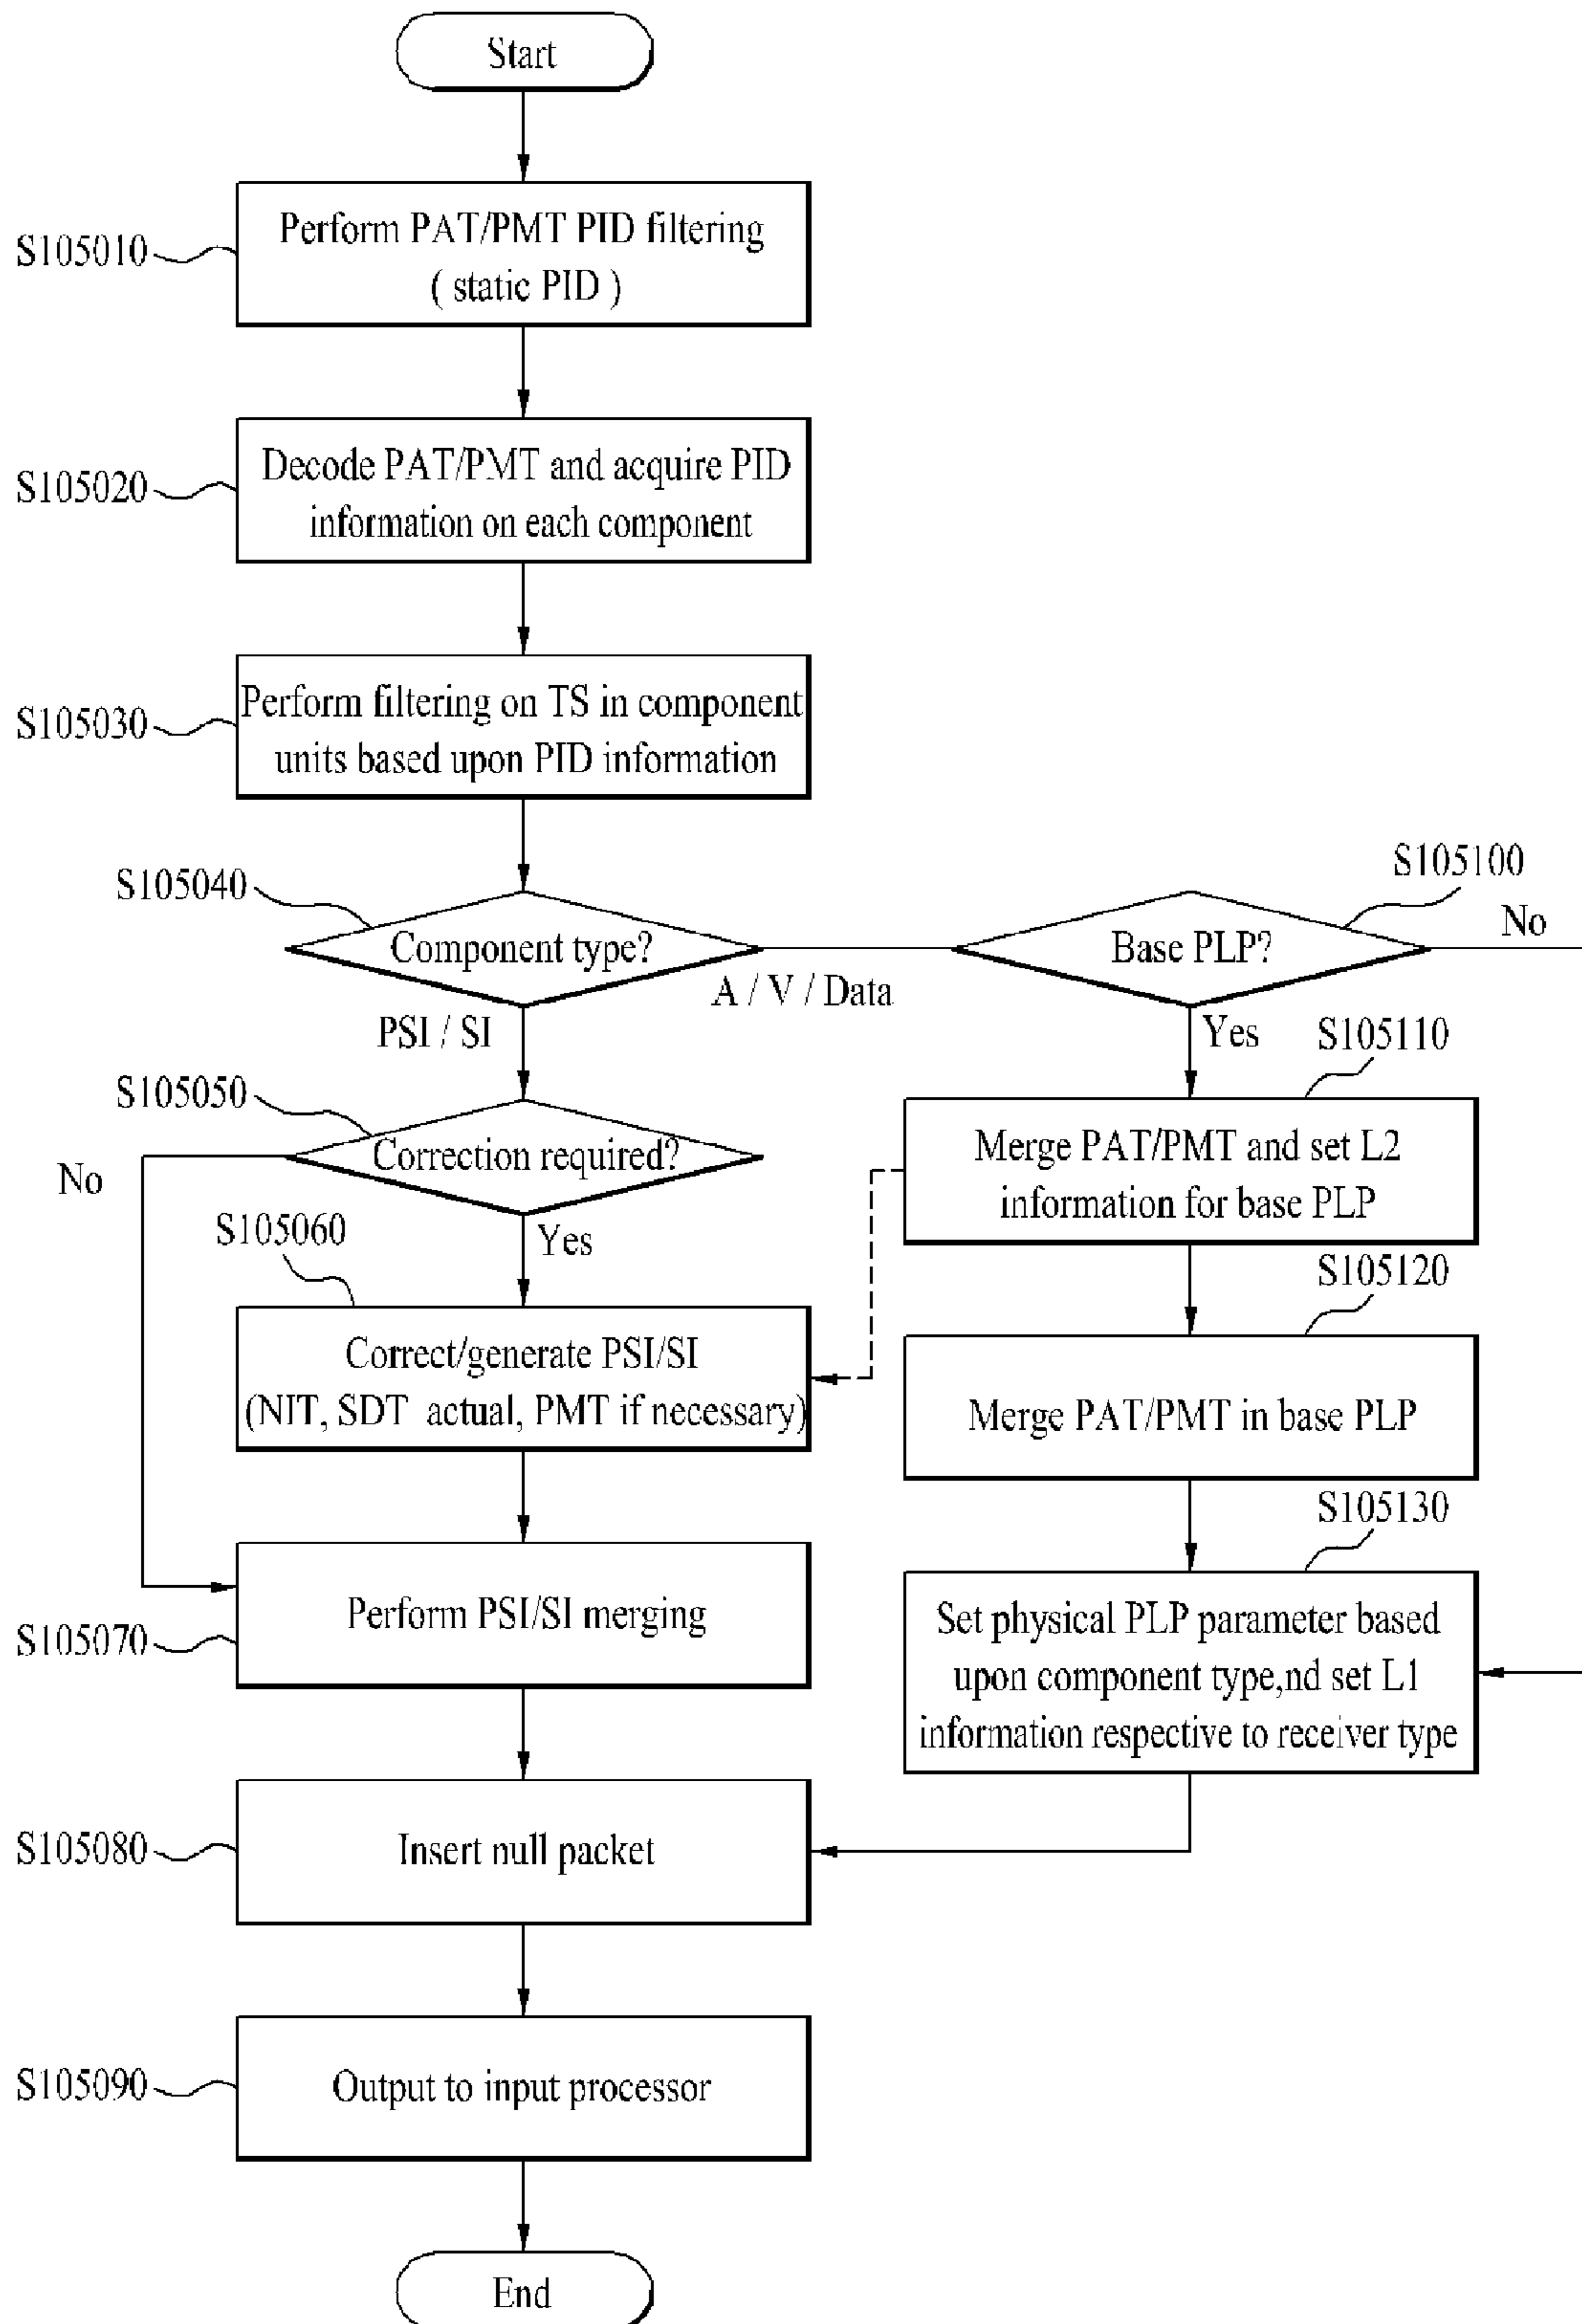 Start
S105010
Perform PAT/PMT PID filtering
( static PID )
S105020
Decode PAT/PMT and acquire PID
information on each component
S105030
Perform filtering on TS in component
units based upon PID information
S105040
Component type?
A / V / Data
PSI / SI
S105100
Base PLP?
No
Yes
S105050
Correction required?
No
Yes
S105110
Merge PAT/PMT and set L2
information for base PLP
S105060
Correct/generate PSI/SI
(NIT, SDT actual, PMT if necessary)
S105120
Merge PAT/PMT in base PLP
S105070
Perform PSI/SI merging
S105130
Set physical PLP parameter based
upon component type,nd set L1
information respective to receiver type
S105080
Insert null packet
S105090
Output to input processor
End